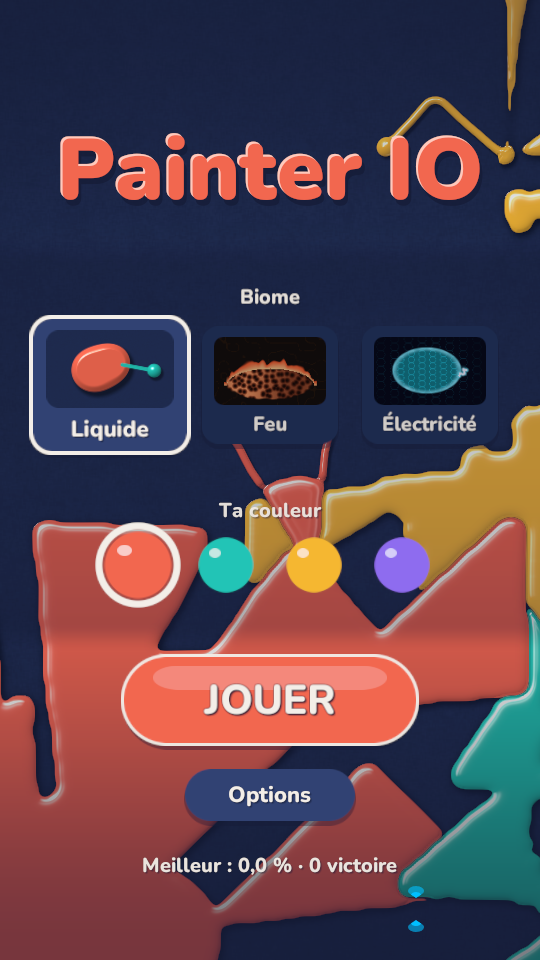 Painter IO
Biome
Liquide
Feu
Électricité
Ta couleur
JOUER
Options
Meilleur : 0,0 % · 0 victoire